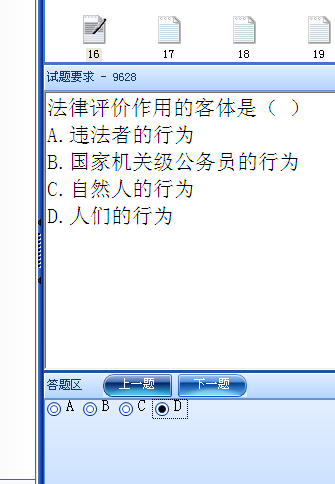 16 17 18 19
试题要求 - 9628
法律评价作用的客体是（ ）
A.违法者的行为
B.国家机关级公务员的行为
C.自然人的行为
D.人们的行为
答题区 上一题 下一题
A B C D